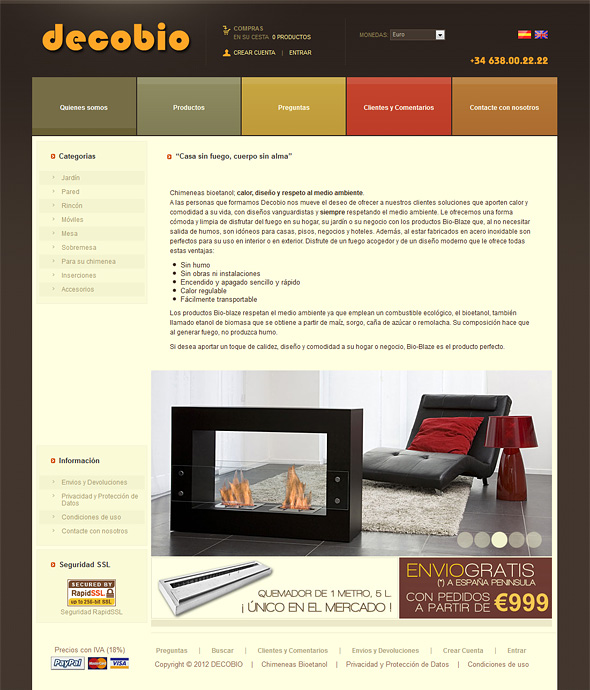 decobio
COMPRAS
EN SU CESTA: 0 PRODUCTOS
CREAR CUENTA | ENTRAR
MONEDAS: Euro
+34 638.00.22.22
Quienes somos
Productos
Preguntas
Clientes y Comentarios
Contacte con nosotros
Categorias
Jardín
Pared
Rincón
Móviles
Mesa
Sobremesa
Para su chimenea
Inserciones
Accesorios
“Casa sin fuego, cuerpo sin alma”
Chimeneas bioetanol; calor, diseño y respeto al medio ambiente.
A las personas que formamos Decobio nos mueve el deseo de ofrecer a nuestros clientes soluciones que aporten calor y
comodidad a su vida, con diseños vanguardistas y siempre respetando el medio ambiente. Le ofrecemos una forma
cómoda y limpia de disfrutar del fuego en su hogar, su jardín o su negocio con los productos Bio-Blaze que, al no necesitar
salida de humos, son idóneos para casas, pisos, negocios y hoteles. Además, al estar fabricados en acero inoxidable son
perfectos para su uso en interior o en exterior. Disfrute de un fuego acogedor y de un diseño moderno que le ofrece todas
estas ventajas:
Sin humo
Sin obras ni instalaciones
Encendido y apagado sencillo y rápido
Calor regulable
Fácilmente transportable
Los productos Bio-blaze respetan el medio ambiente ya que emplean un combustible ecológico, el bioetanol, también
llamado etanol de biomasa que se obtiene a partir de maíz, sorgo, caña de azúcar o remolacha. Su composición hace que
al generar fuego, no produzca humo.
Si desea aportar un toque de calidez, diseño y comodidad a su hogar o negocio, Bio-Blaze es el producto perfecto.
Información
Envios y Devoluciones
Privacidad y Protección de
Datos
Condiciones de uso
Contacte con nosotros
Seguridad SSL
SECURED BY
RapidSSL
up to 256-bit SSL
Seguridad RapidSSL
QUEMADOR DE 1 METRO, 5 L.
¡ ÚNICO EN EL MERCADO !
ENVIOGRATIS
(*) A ESPAÑA PENINSULA
CON PEDIDOS
A PARTIR DE €999
Precios con IVA (18%)
PayPal MasterCard VISA
Preguntas | Buscar | Clientes y Comentarios | Envios y Devoluciones | Crear Cuenta | Entrar
Copyright © 2012 DECOBIO | Chimeneas Bioetanol | Privacidad y Protección de Datos | Condiciones de uso